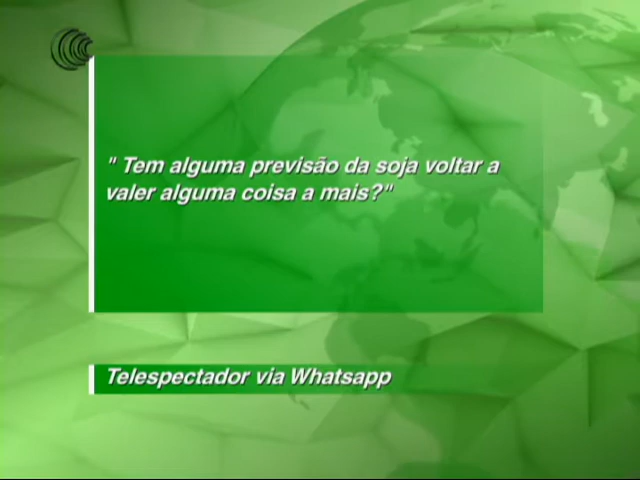 " Tem alguma previsão da soja voltar a
valer alguma coisa a mais?"
Telespectador via Whatsapp